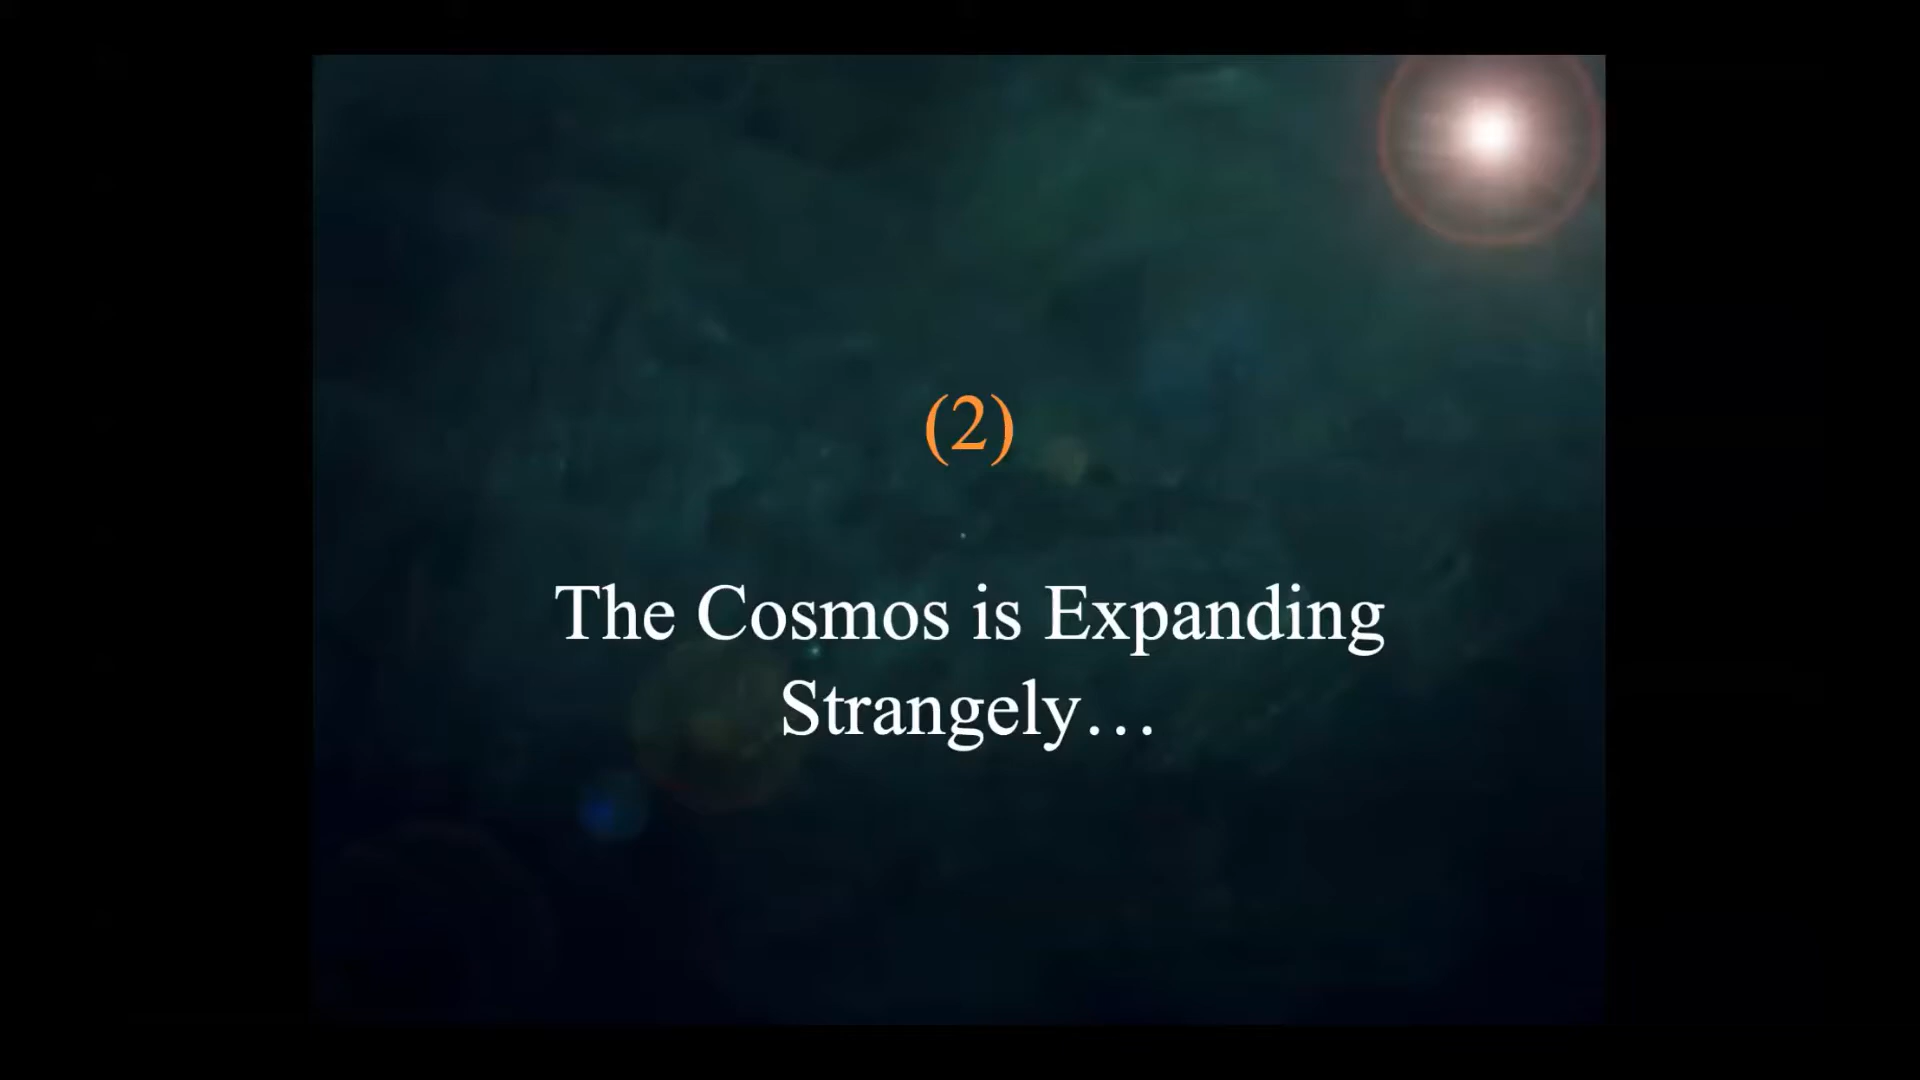 (2)
The Cosmos is Expanding
Strangely…